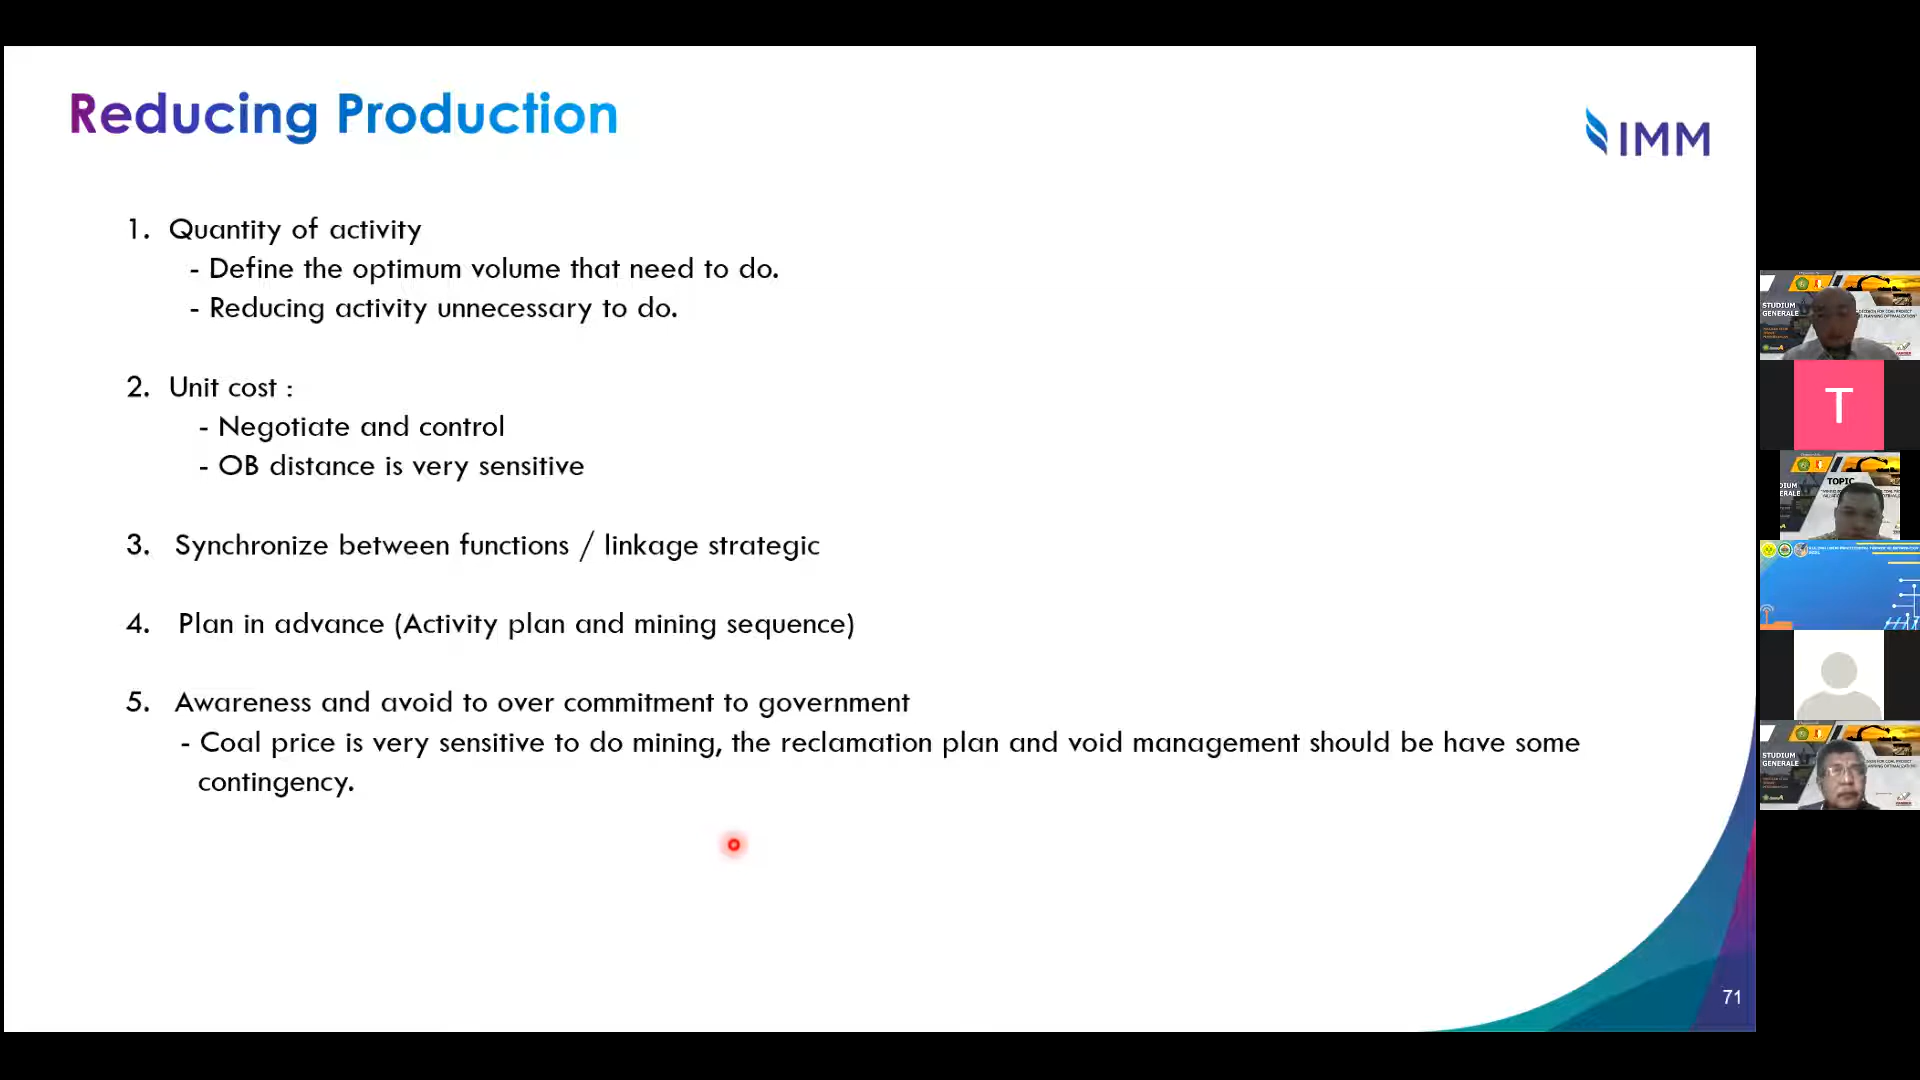 Reducing Production
IMM
1. Quantity of activity
- Define the optimum volume that need to do.
- Reducing activity unnecessary to do.
2. Unit cost :
- Negotiate and control
- OB distance is very sensitive
3. Synchronize between functions / linkage strategic
4. Plan in advance (Activity plan and mining sequence)
5. Awareness and avoid to over commitment to government
- Coal price is very sensitive to do mining, the reclamation plan and void management should be have some
contingency.
71
STUDIUM
GENERALE
T
TOPIC
GENERALE
STUDIUM
GENERALE